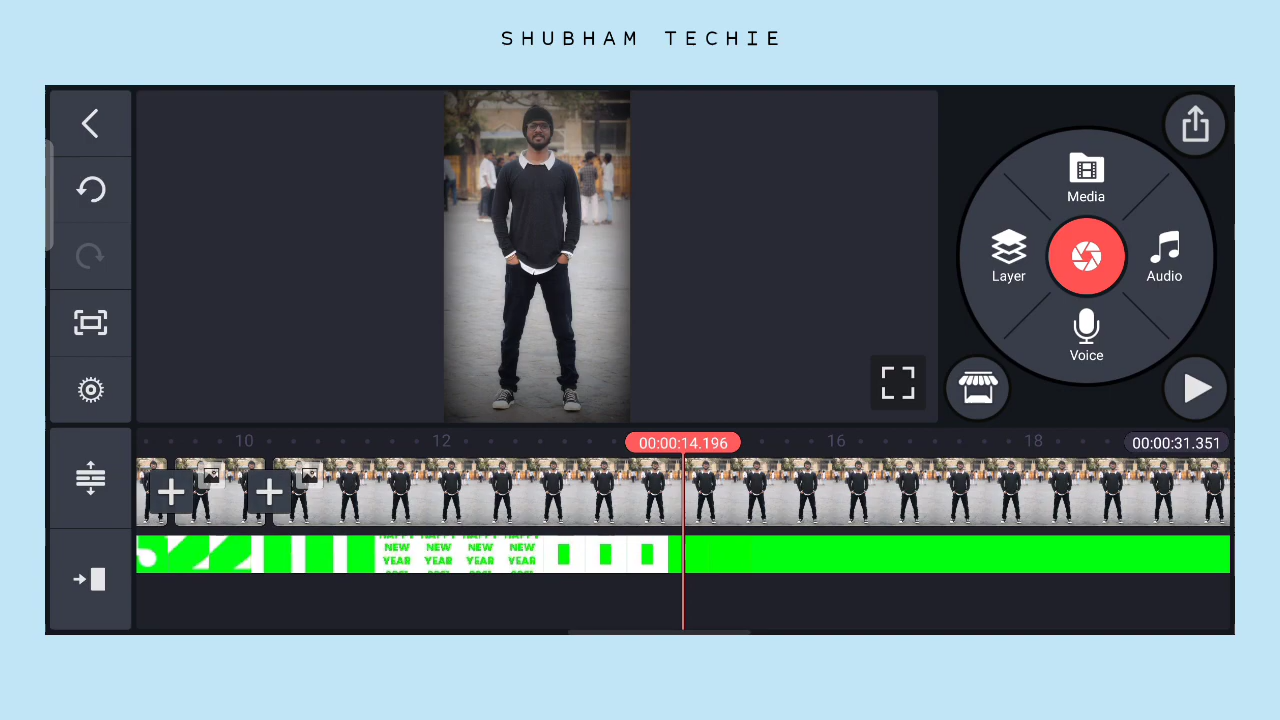 SHUBHAM TECHIE
Media
Layer
Audio
Voice
10
12
00:00:14.196
16
18
00:00:31.351
HAPPY HAPPY HAPPY HAPPY
NEW NEW NEW NEW
YEAR YEAR YEAR YEAR